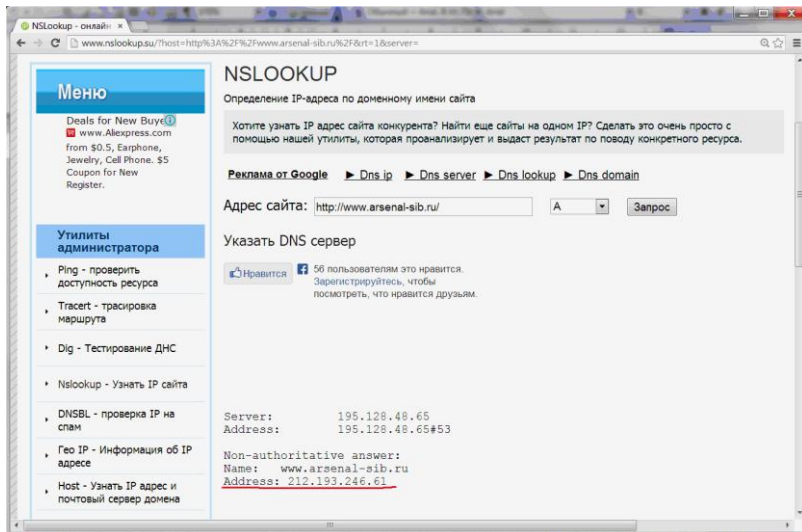 NSLookup - онлайн
www.nslookup.su/?host=http%3A%2F%2Fwww.arsenal-sib.ru%2F&rt=1&server=
Меню
Deals for New Buye
www.Aliexpress.com
from $0.5, Earphone,
Jewelry, Cell Phone. $5
Coupon for New
Register.
Утилиты
администратора
Ping - проверить
доступность ресурса
Tracert - трасировка
маршрута
Dig - Тестирование ДНС
Nslookup - Узнать IP сайта
DNSBL - проверка IP на
спам
Гео IP - Информация об IP
адресе
Host - Узнать IP адрес и
почтовый сервер домена
NSLOOKUP
Определение IP-адреса по доменному имени сайта
Хотите узнать IP адрес сайта конкурента? Найти еще сайты на одном IP? Сделать это очень просто с
помощью нашей утилиты, которая проанализирует и выдаст результат по поводу конкретного ресурса.
Реклама от Google ► Dns ip ► Dns server ► Dns lookup ► Dns domain
Адрес сайта: http://www.arsenal-sib.ru/ A Запрос
Указать DNS сервер
Нравится 56 пользователям это нравится.
Зарегистрируйтесь, чтобы
посмотреть, что нравится друзьям.
Server: 195.128.48.65
Address: 195.128.48.65#53
Non-authoritative answer:
Name: www.arsenal-sib.ru
Address: 212.193.246.61